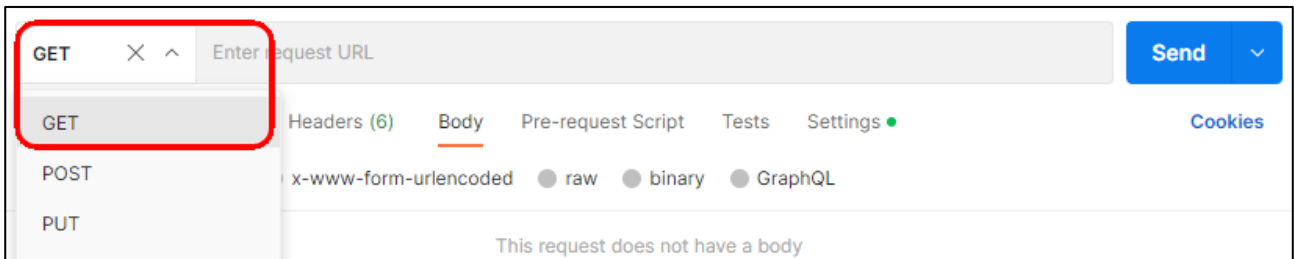 GET Enter request URL Send
GET Headers (6) Body Pre-request Script Tests Settings Cookies
POST x-www-form-urlencoded raw binary GraphQL
PUT
This request does not have a body